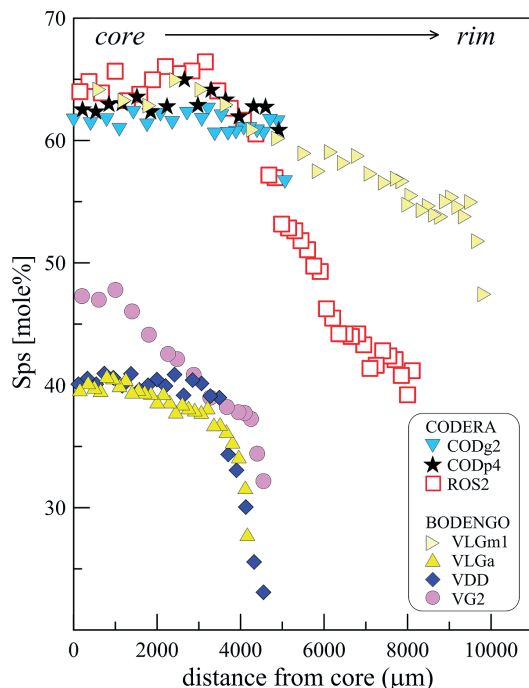 core rim
70
60
50
40
30
Sps [mole%]
CODERA
CODg2
CODp4
ROS2
BODENGO
VLGm1
VLGa
VDD
VG2
0 2000 4000 6000 8000 10000
distance from core (μm)